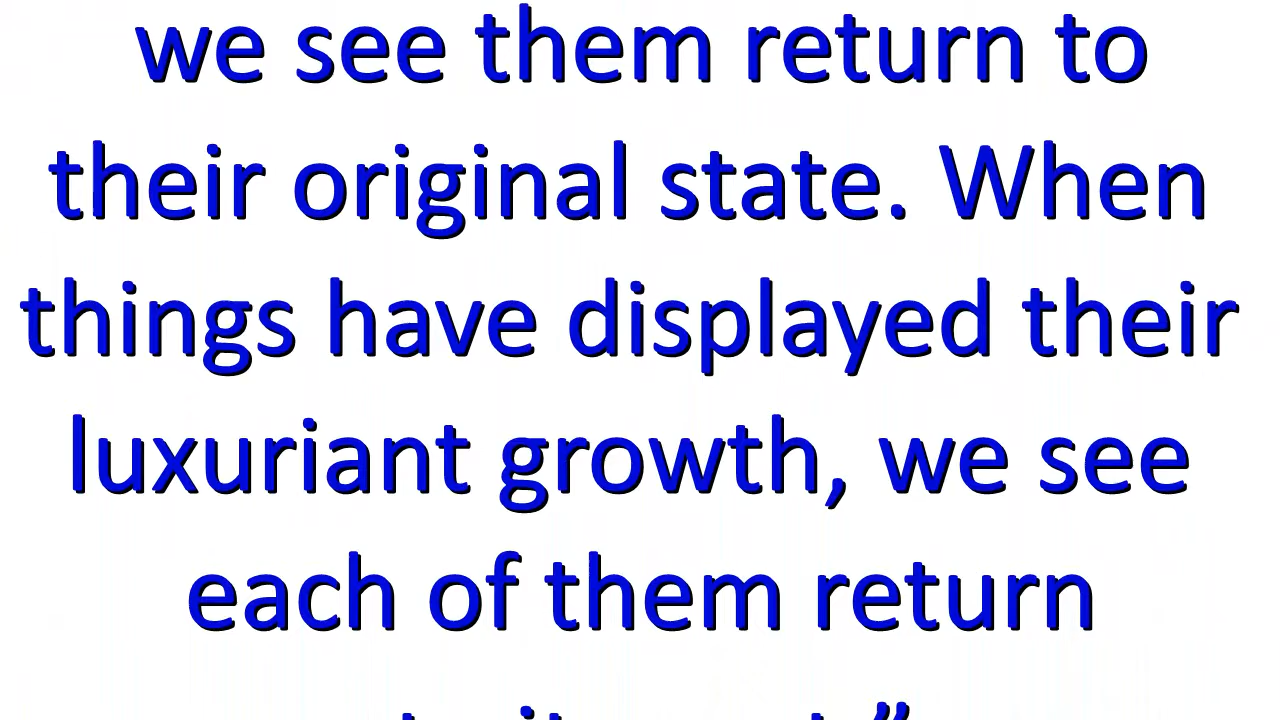 we see them return to
their original state. When
things have displayed their
luxuriant growth, we see
each of them return